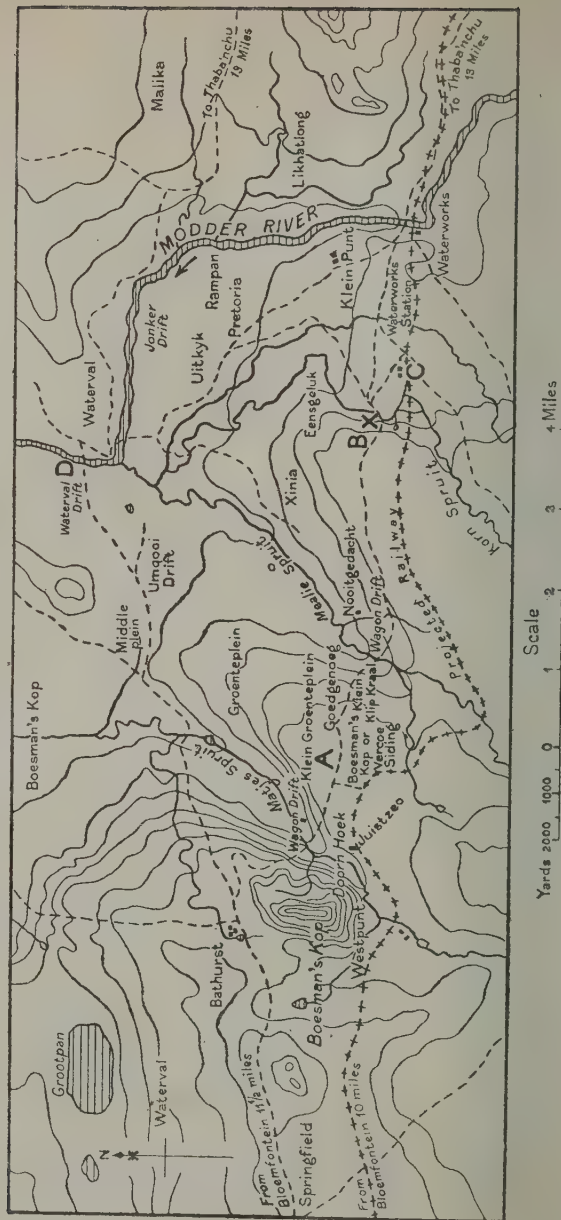 Malika
To Thaba'nchu
19 Miles
Likhatlong
To Thaba'nchu
19 Miles
MODDER RIVER
Waterval
Jonker
Drift
Rampan
Uitkyk
Pretoria
Klein Punt
Waterworks
Waterworks
Station
C
Waterval
Drift
D
Eensgeluk
B
X
Xinia
Korn Spruit
Umqooi
Drift
Middle
plein
Mealie Spruit
Nooitgedacht
Wagon Drift
Projected Railway
Boesman's Kop
Groenteplein
Klein Groenteplein
Goedgenoeg
A
Boesman's Klein
Kop or Klip Kraal
Vercoe
Siding
Matjes Spruit
Wagon Drift
Doorn Hoek
Bathurst
Boesman's Kop
Westpunt
Grootpan
Waterval
N
From
Bloemfontein 11½ miles
Springfield
From
Bloemfontein 10 miles
Scale
Yards 2000 1000 0 1 2 3 4 Miles